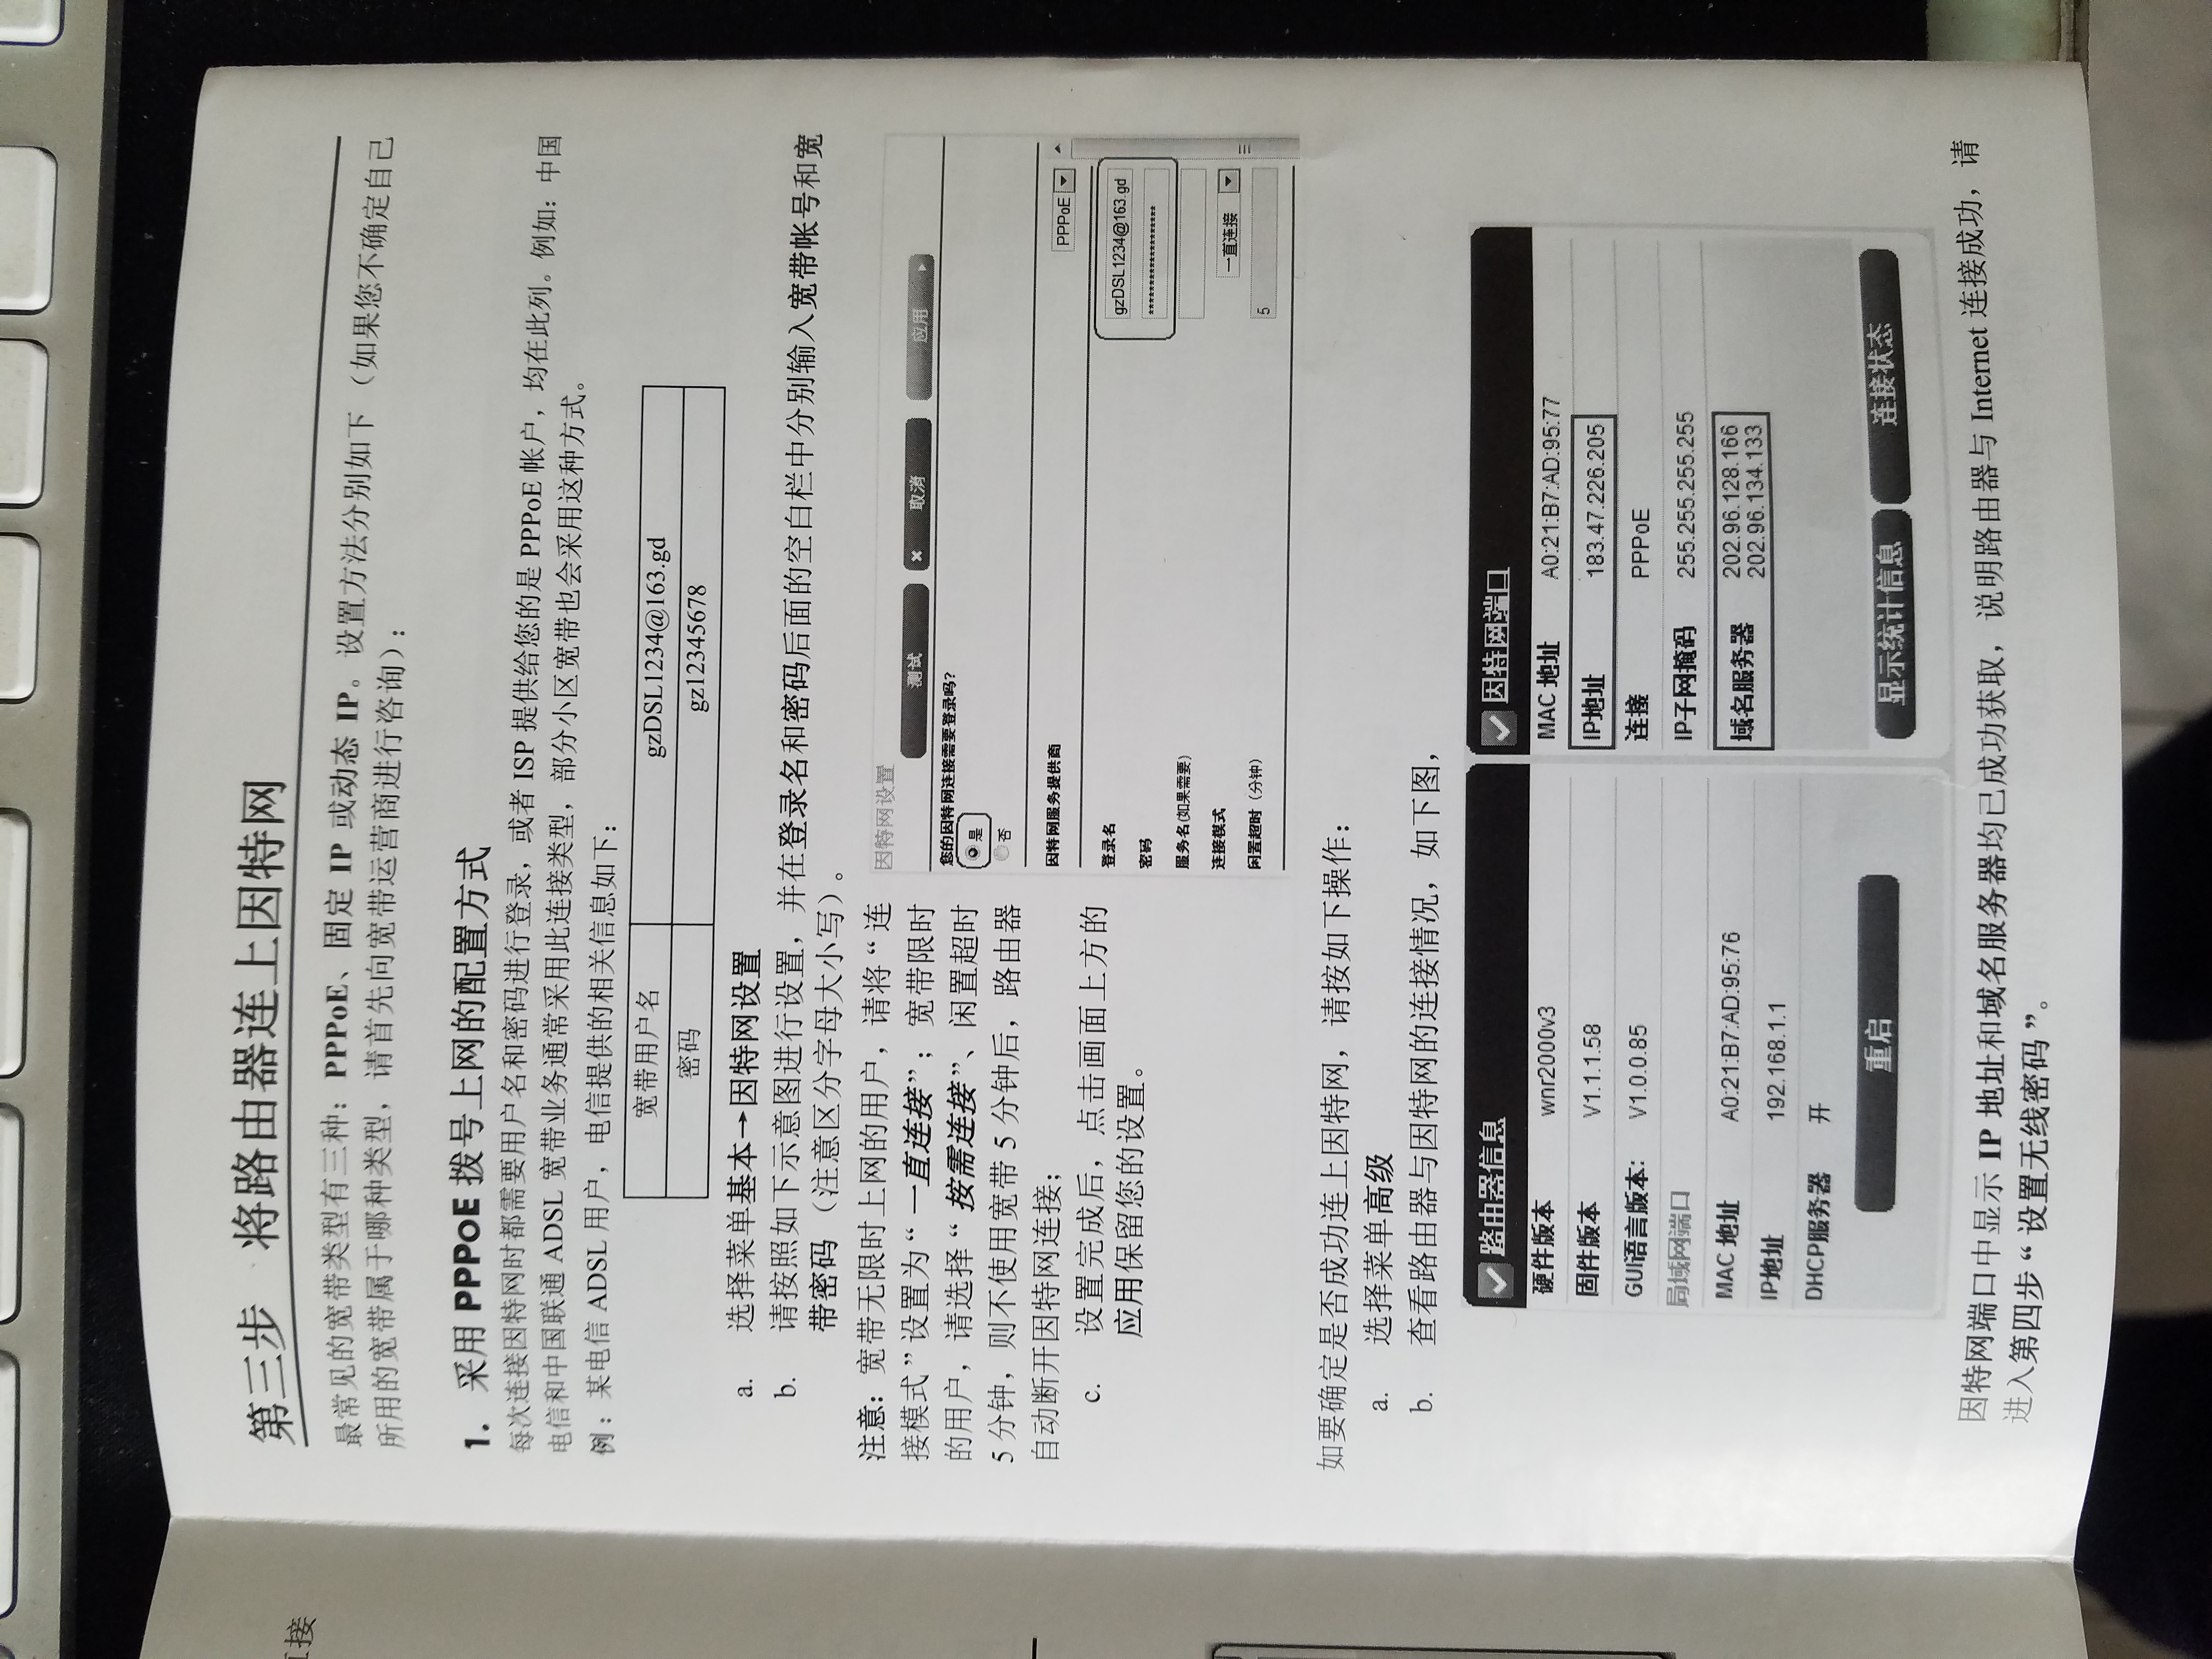 直接
第三步 将路由器连上因特网
最常见的宽带类型有三种：PPPoE、固定 IP 或动态 IP。设置方法分别如下（如果您不确定自己
所用的宽带属于哪种类型，请首先向宽带运营商进行咨询）：
1. 采用 PPPoE 拨号上网的配置方式
每次连接因特网时都需要用户名和密码进行登录，或者 ISP 提供给您的是 PPPoE 帐户，均在此列。例如：中国
电信和中国联通 ADSL 宽带业务通常采用此连接类型，部分小区宽带也会采用这种方式。
例：某电信 ADSL 用户，电信提供的相关信息如下：
宽带用户名 gzDSL1234@163.gd
密码 gz12345678
a. 选择菜单基本→因特网设置
b. 请按照如下示意图进行设置，并在登录名和密码后面的空白栏中分别输入宽带帐号和宽
带密码（注意区分字母大小写）。
注意：宽带无限时上网的用户，请将“连
接模式”设置为“一直连接”；宽带限时
的用户，请选择“按需连接”、闲置超时
5 分钟，则不使用宽带 5 分钟后，路由器
自动断开因特网连接；
c. 设置完成后，点击画面上方的
应用保留您的设置。
因特网设置
测试 × 取消 应用
您的因特网连接需要登录吗?
是
否
因特网服务提供商 PPPoE
登录名 gzDSL1234@163.gd
密码 *******************
服务名(如果需要)
连接模式 一直连接
闲置超时（分钟） 5
如要确定是否成功连上因特网，请按如下操作：
a. 选择菜单高级
b. 查看路由器与因特网的连接情况，如下图，
路由器信息
硬件版本 wnr2000v3
固件版本 V1.1.1.58
GUI语言版本: V1.0.0.85
局域网端口
MAC 地址 A0:21:B7:AD:95:76
IP地址 192.168.1.1
DHCP服务器 开
重启
因特网端口
MAC 地址 A0:21:B7:AD:95:77
IP地址 183.47.226.205
连接 PPPoE
IP子网掩码 255.255.255.255
域名服务器 202.96.128.166
202.96.134.133
显示统计信息 连接状态
因特网端口中显示 IP 地址和域名服务器均已成功获取，说明路由器与 Internet 连接成功，请
进入第四步“设置无线密码”。